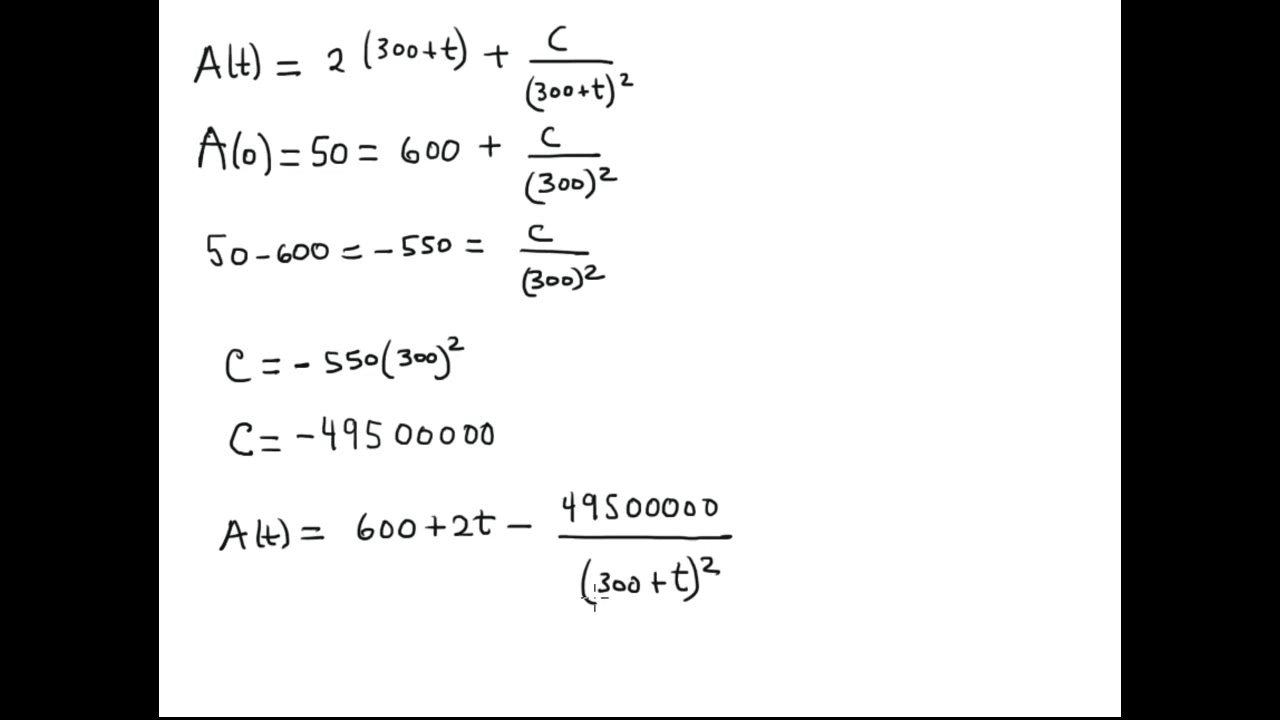 A(t) = 2 (300+t) + C/(300+t)²
A(0) = 50 = 600 + C/(300)²
50-600 = -550 = C/(300)²
C = -550(300)²
C = -49500000
A(t) = 600+2t - 49500000/(300+t)²